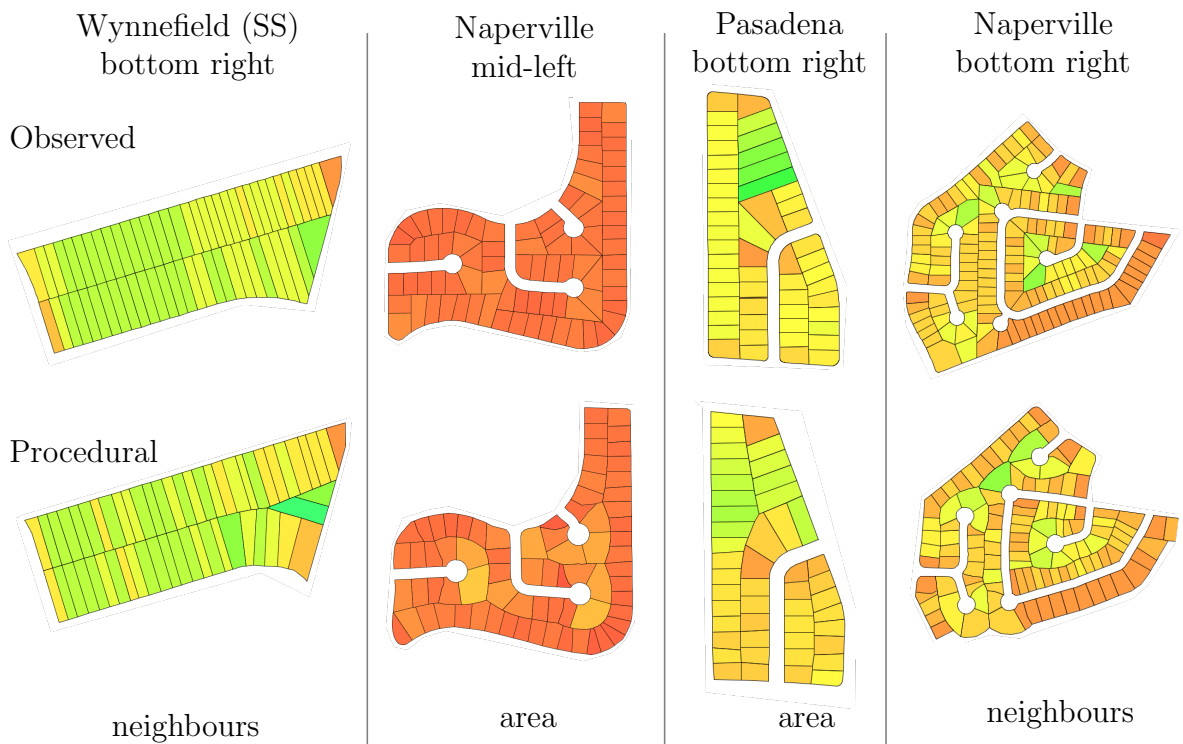 Wynnefield (SS)
bottom right
Naperville
mid-left
Pasadena
bottom right
Naperville
bottom right
Observed
Procedural
neighbours
area
area
neighbours